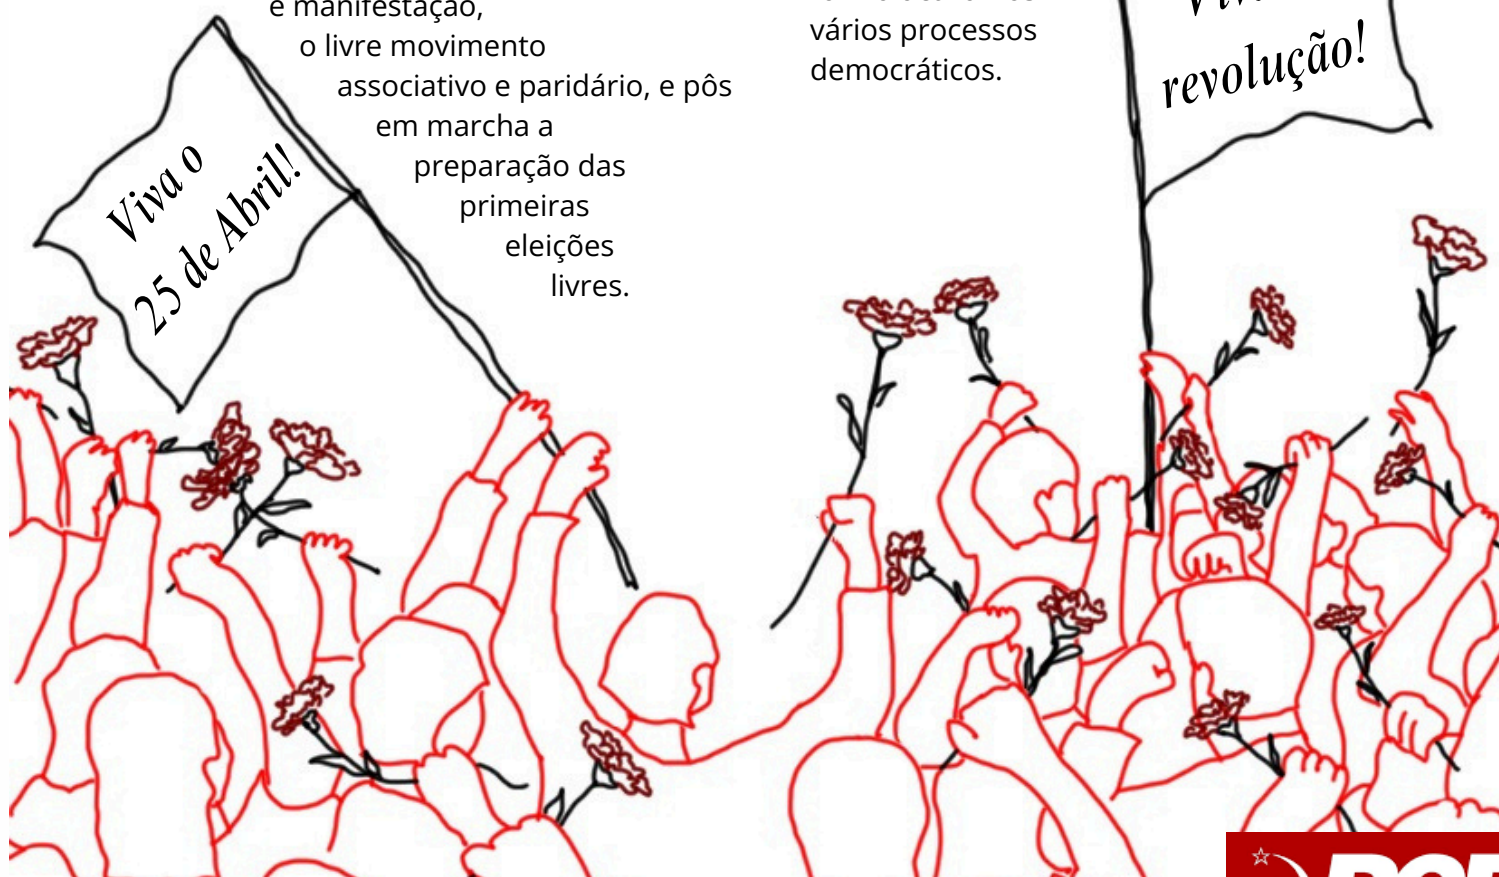 e manifestação,
o livre movimento
associativo e paridário, e pôs
em marcha a
preparação das
primeiras
eleições
livres.
vários processos
democráticos.
Viva o
25 de Abril!
revolução!